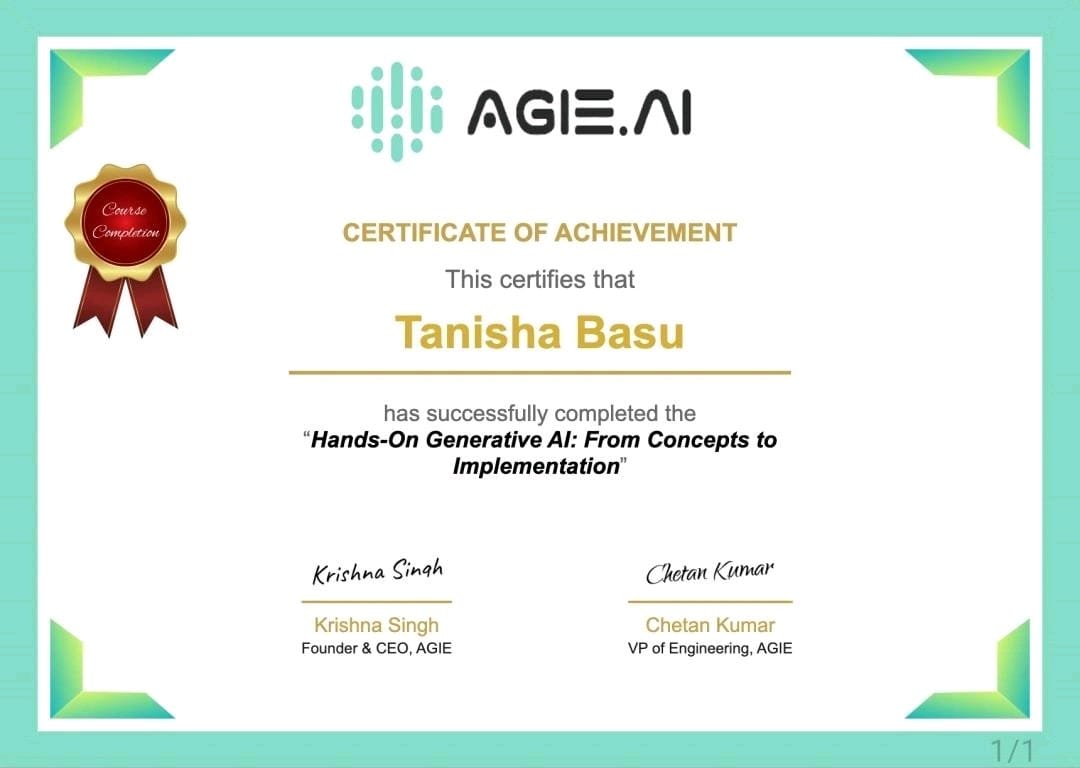 AGIE.AI
Course
Completion
CERTIFICATE OF ACHIEVEMENT
This certifies that
Tanisha Basu
has successfully completed the
“Hands-On Generative AI: From Concepts to
Implementation”
Krishna Singh
Chetan Kumar
Krishna Singh
Chetan Kumar
Founder & CEO, AGIE
VP of Engineering, AGIE
1/1